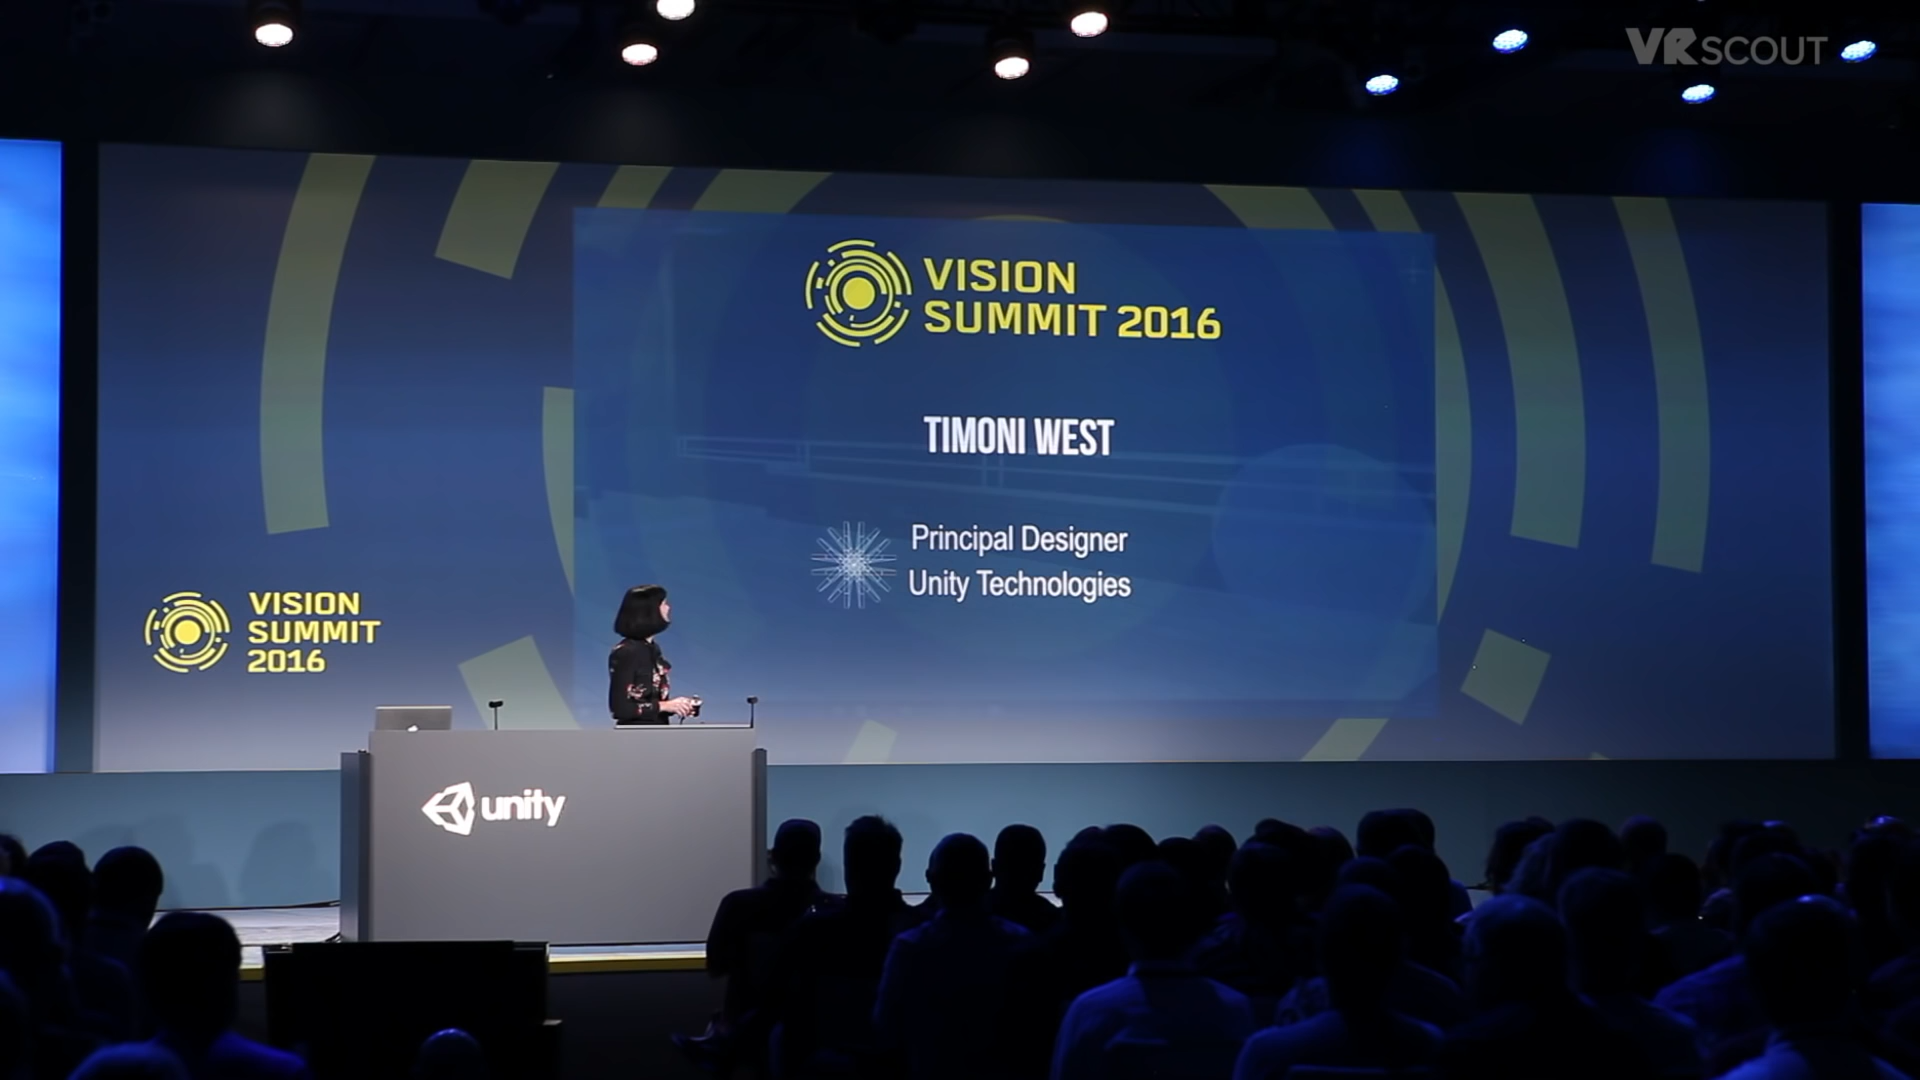 VRSCOUT
VISION
SUMMIT 2016
TIMONI WEST
Principal Designer
Unity Technologies
VISION
SUMMIT
2016
unity